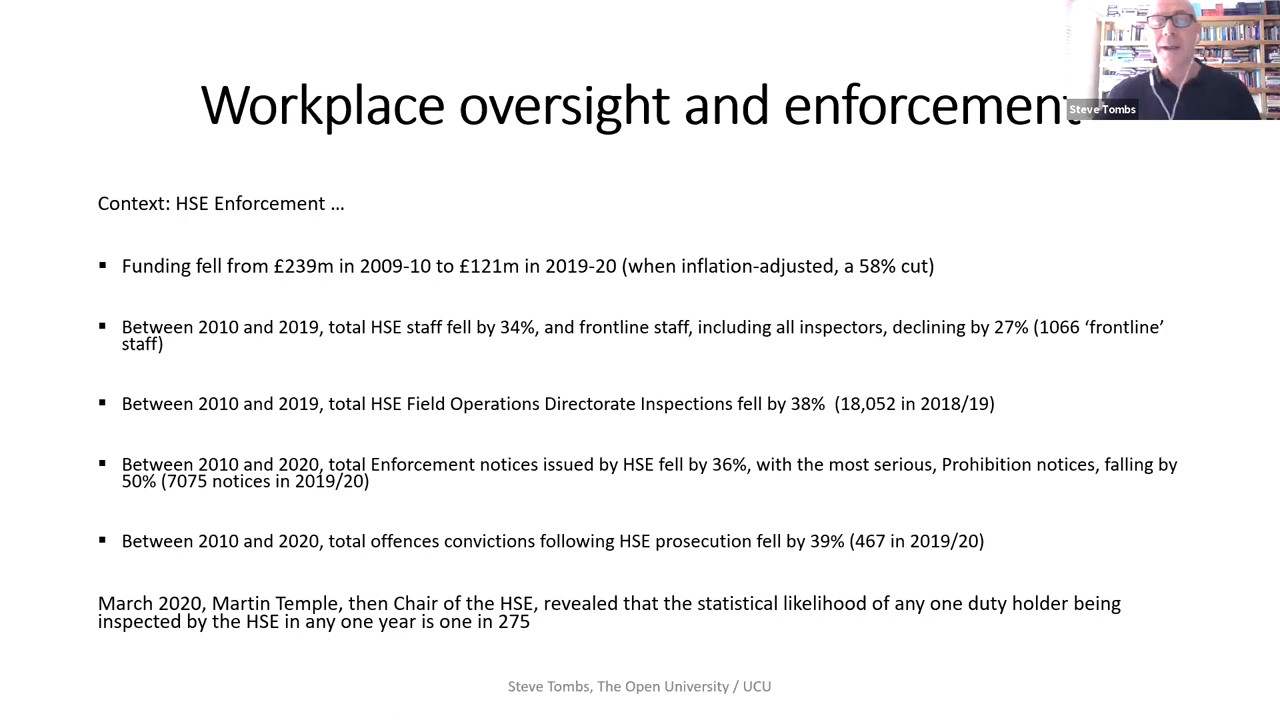 Workplace oversight and enforcement
Steve Tombs
Context: HSE Enforcement …
▪ Funding fell from £239m in 2009-10 to £121m in 2019-20 (when inflation-adjusted, a 58% cut)
▪ Between 2010 and 2019, total HSE staff fell by 34%, and frontline staff, including all inspectors, declining by 27% (1066 ‘frontline’
staff)
▪ Between 2010 and 2019, total HSE Field Operations Directorate Inspections fell by 38%  (18,052 in 2018/19)
▪ Between 2010 and 2020, total Enforcement notices issued by HSE fell by 36%, with the most serious, Prohibition notices, falling by
50% (7075 notices in 2019/20)
▪ Between 2010 and 2020, total offences convictions following HSE prosecution fell by 39% (467 in 2019/20)
March 2020, Martin Temple, then Chair of the HSE, revealed that the statistical likelihood of any one duty holder being
inspected by the HSE in any one year is one in 275
Steve Tombs, The Open University / UCU